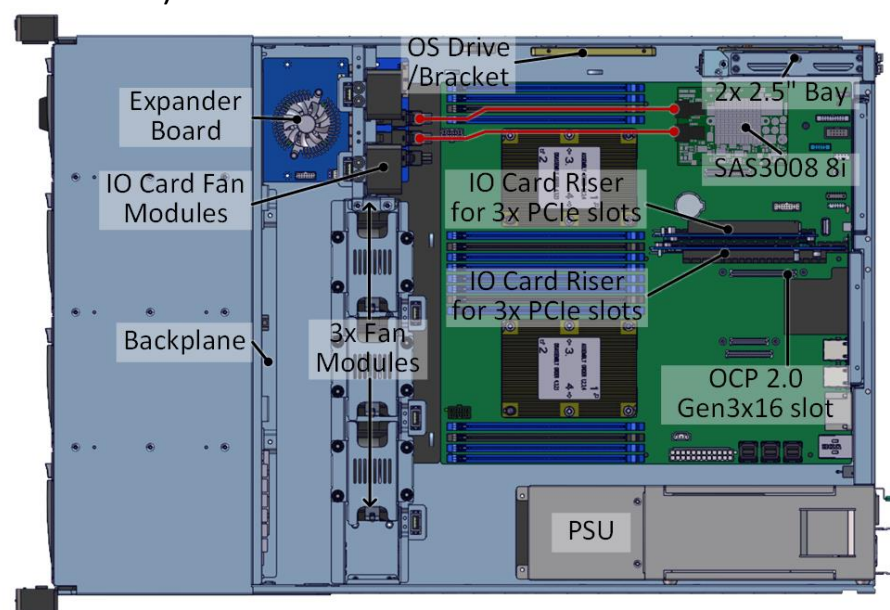 OS Drive
/Bracket
2x 2.5" Bay
Expander
Board
SAS3008 8i
IO Card Fan
Modules
IO Card Riser
for 3x PCIe slots
IO Card Riser
for 3x PCIe slots
Backplane
3x Fan
Modules
OCP 2.0
Gen3x16 slot
PSU